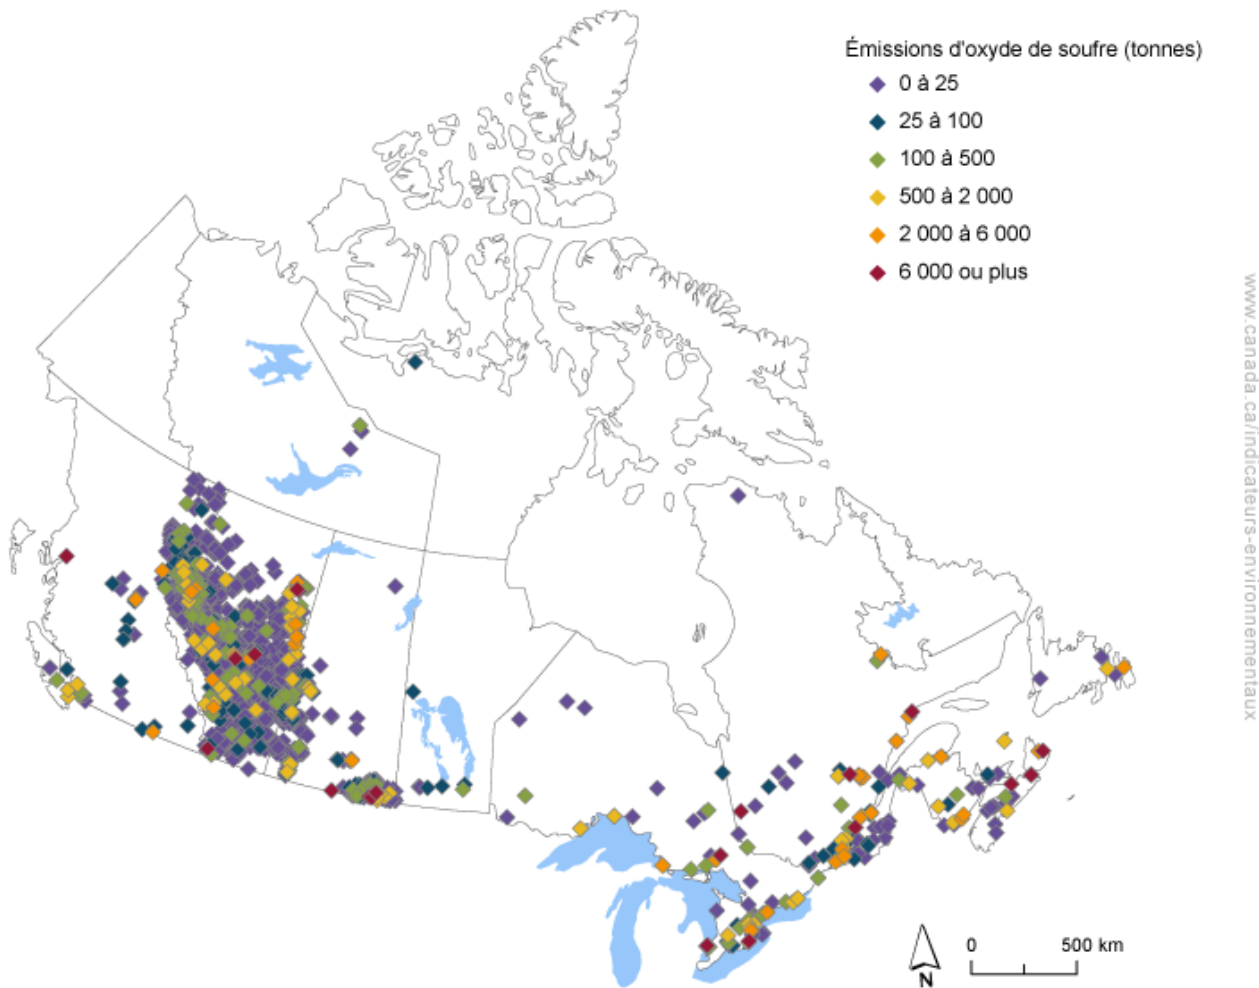 Émissions d'oxyde de soufre (tonnes)
0 à 25
25 à 100
100 à 500
500 à 2 000
2 000 à 6 000
6 000 ou plus
www.canada.ca/indicateurs-environnementaux
0 500 km
N